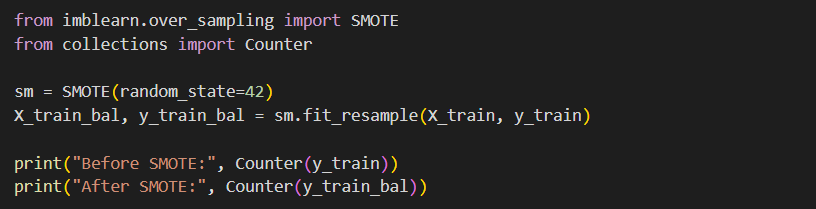 from imblearn.over_sampling import SMOTE
from collections import Counter
sm = SMOTE(random_state=42)
X_train_bal, y_train_bal = sm.fit_resample(X_train, y_train)
print("Before SMOTE:", Counter(y_train))
print("After SMOTE:", Counter(y_train_bal))